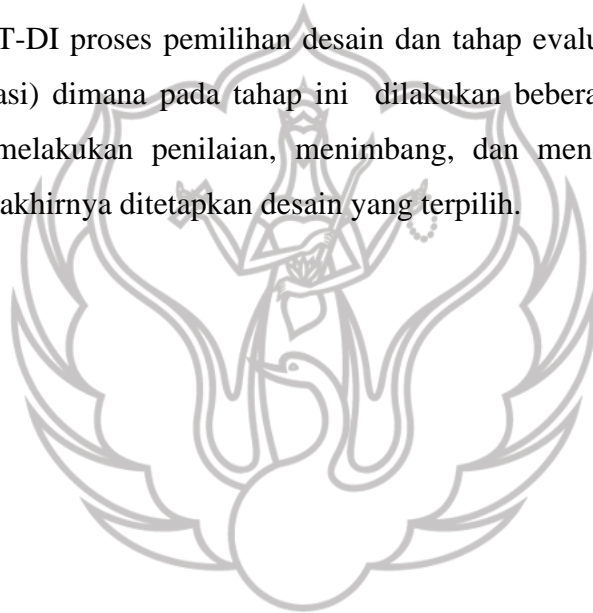 T-DI proses pemilihan desain dan tahap evalu
asi) dimana pada tahap ini dilakukan bebera
melakukan penilaian, menimbang, dan men
akhirnya ditetapkan desain yang terpilih.